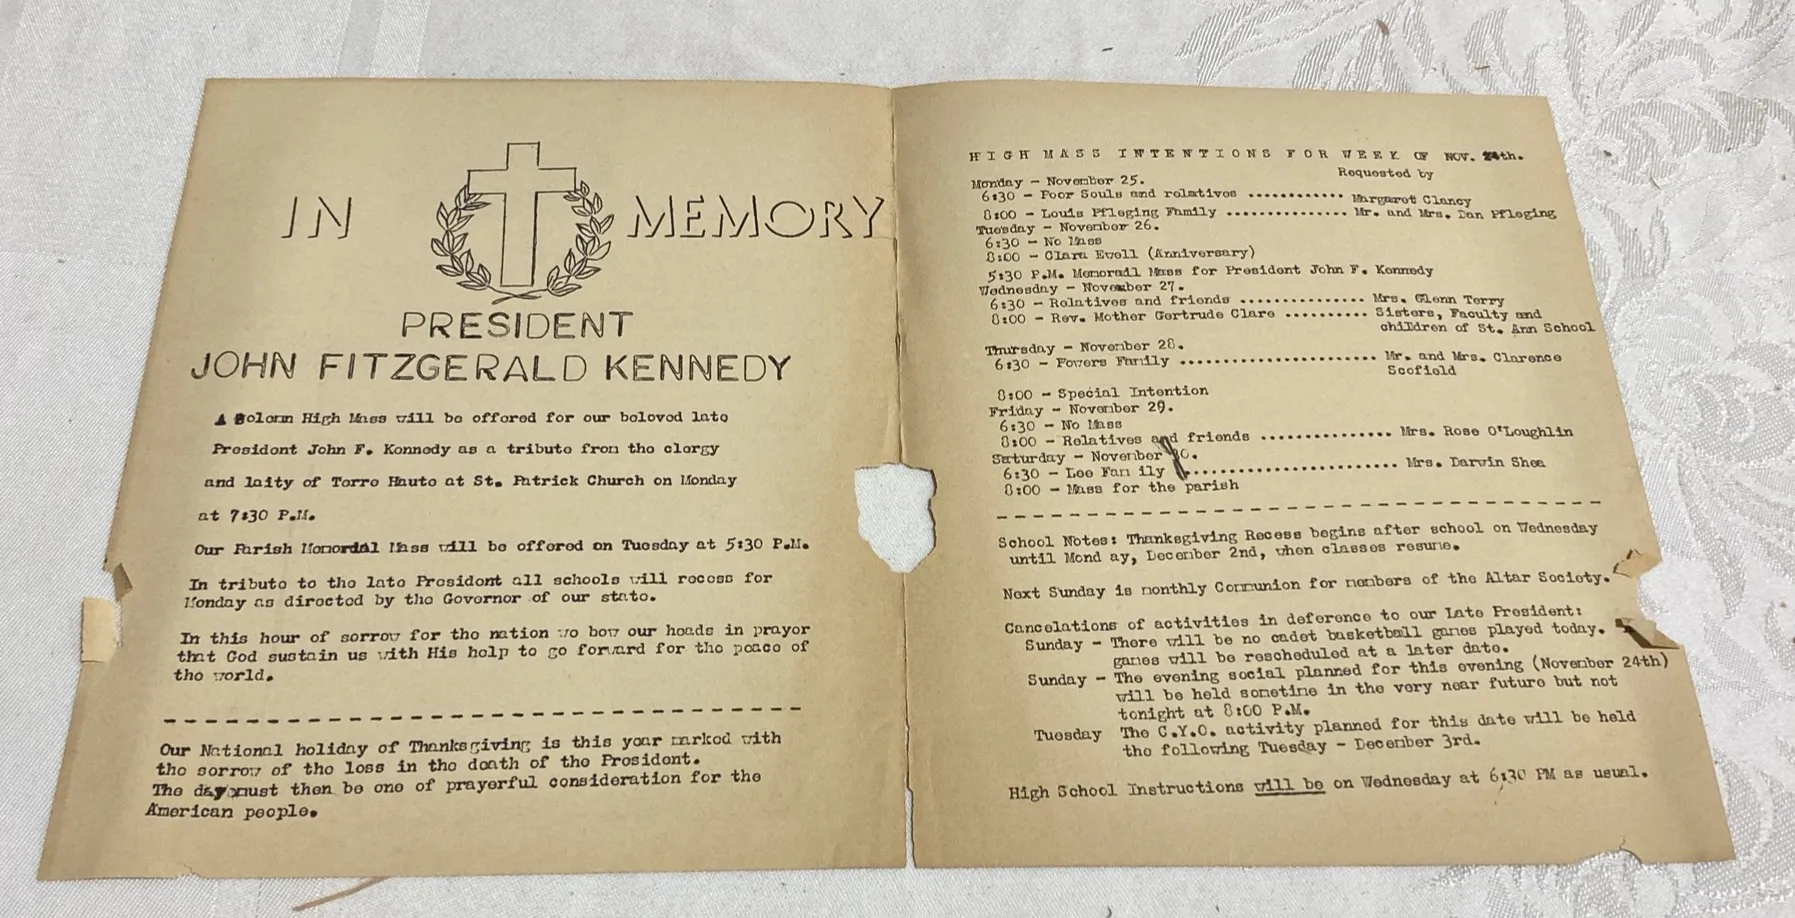 IN MEMORY
PRESIDENT
JOHN FITZGERALD KENNEDY
A Solemn High Mass will be offered for our beloved late
President John F. Kennedy as a tribute from the clergy
and laity of Terre Haute at St. Patrick Church on Monday
at 7:30 P.M.
Our Parish Memordal Mass will be offered on Tuesday at 5:30 P.M.
In tribute to the late President all schools will recess for
Monday as directed by the Governor of our state.
In this hour of sorrow for the nation we bow our heads in prayer
that God sustain us with His help to go forward for the peace of
the world.
Our National holiday of Thanksgiving is this year marked with
the sorrow of the loss in the death of the President.
The day must then be one of prayerful consideration for the
American people.
HIGH MASS INTENTIONS FOR WEEK OF NOV. 24th.
Requested by
Monday - November 25.
6:30 - Poor Souls and relatives ............ Margaret Clancy
8:00 - Louis Pfleging Family ............... Mr. and Mrs. Dan Pfleging
Tuesday - November 26.
6:30 - No Mass
8:00 - Clara Ewell (Anniversary)
5:30 P.M. Memorail Mass for President John F. Kennedy
Wednesday - November 27.
6:30 - Relatives and friends ............... Mrs. Glenn Terry
8:00 - Rev. Mother Gertrude Clare .......... Sisters, Faculty and
children of St. Ann School
Thursday - November 28.
6:30 - Powers Family ........................ Mr. and Mrs. Clarence
Scofield
8:00 - Special Intention
Friday - November 29.
6:30 - No Mass
8:00 - Relatives and friends ................ Mrs. Rose O'Loughlin
Saturday - November 30.
6:30 - Lee Fam ily .......................... Mrs. Darwin Shea
8:00 - Mass for the parish
School Notes: Thanksgiving Recess begins after school on Wednesday
until Mond ay, December 2nd, when classes resume.
Next Sunday is monthly Communion for members of the Altar Society.
Cancelations of activities in deference to our Late President:
Sunday - There will be no cadet basketball games played today.
games will be rescheduled at a later date.
Sunday - The evening social planned for this evening (November 24th)
will be held sometime in the very near future but not
tonight at 8:00 P.M.
Tuesday The C.Y.O. activity planned for this date will be held
the following Tuesday - December 3rd.
High School Instructions will be on Wednesday at 6:30 PM as usual.